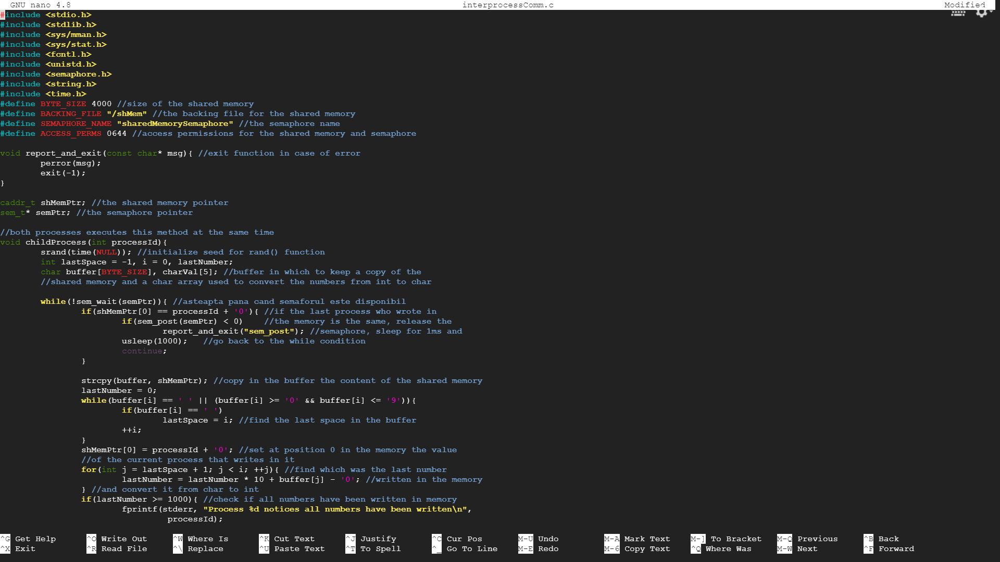 GNU nano 4.8 interprocessComm.c Modified
#include <stdio.h>
#include <stdlib.h>
#include <sys/mman.h>
#include <sys/stat.h>
#include <fcntl.h>
#include <unistd.h>
#include <semaphore.h>
#include <string.h>
#include <time.h>
#define BYTE_SIZE 4000 //size of the shared memory
#define BACKING_FILE "/shMem" //the backing file for the shared memory
#define SEMAPHORE_NAME "sharedMemorySemaphore" //the semaphore name
#define ACCESS_PERMS 0644 //access permissions for the shared memory and semaphore
void report_and_exit(const char* msg){ //exit function in case of error
        perror(msg);
        exit(-1);
}
caddr_t shMemPtr; //the shared memory pointer
sem_t* semPtr; //the semaphore pointer
//both processes executes this method at the same time
void childProcess(int processId){
        srand(time(NULL)); //initialize seed for rand() function
        int lastSpace = -1, i = 0, lastNumber;
        char buffer[BYTE_SIZE], charVal[5]; //buffer in which to keep a copy of the
        //shared memory and a char array used to convert the numbers from int to char
        while(!sem_wait(semPtr)){ //asteapta pana cand semaforul este disponibil
                if(shMemPtr[0] == processId + '0'){ //if the last process who wrote in
                        if(sem_post(semPtr) < 0)    //the memory is the same, release the
                                report_and_exit("sem_post"); //semaphore, sleep for 1ms and
                        usleep(1000);   //go back to the while condition
                        continue;
                }
                strcpy(buffer, shMemPtr); //copy in the buffer the content of the shared memory
                lastNumber = 0;
                while(buffer[i] == ' ' || (buffer[i] >= '0' && buffer[i] <= '9')){
                        if(buffer[i] == ' ')
                                lastSpace = i; //find the last space in the buffer
                        ++i;
                }
                shMemPtr[0] = processId + '0'; //set at position 0 in the memory the value
                //of the current process that writes in it
                for(int j = lastSpace + 1; j < i; ++j){ //find which was the last number
                        lastNumber = lastNumber * 10 + buffer[j] - '0'; //written in the memory
                } //and convert it from char to int
                if(lastNumber >= 1000){ //check if all numbers have been written in memory
                        fprintf(stderr, "Process %d notices all numbers have been written\n",
                                 processId);
^G Get Help ^O Write Out ^W Where Is ^K Cut Text ^J Justify ^C Cur Pos M-U Undo M-A Mark Text M-] To Bracket M-Q Previous ^B Back
^X Exit ^R Read File ^\ Replace ^U Paste Text ^T To Spell ^_ Go To Line M-E Redo M-6 Copy Text ^Q Where Was M-W Next ^F Forward